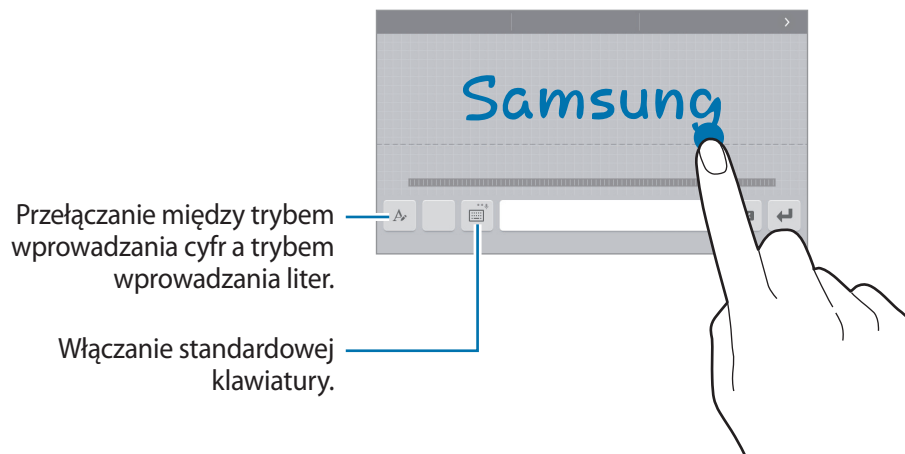 Samsung
Przełączanie między trybem
wprowadzania cyfr a trybem
wprowadzania liter.
Włączanie standardowej
klawiatury.